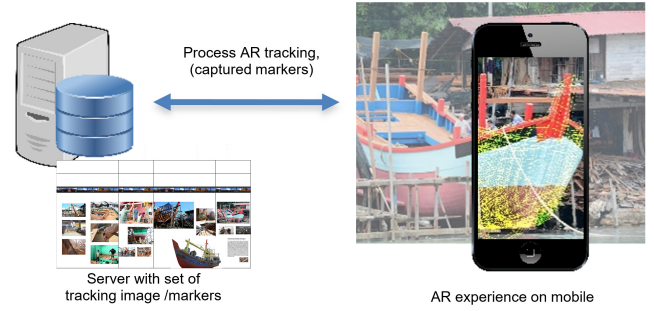 Process AR tracking,
(captured markers)
Server with set of
tracking image /markers
AR experience on mobile